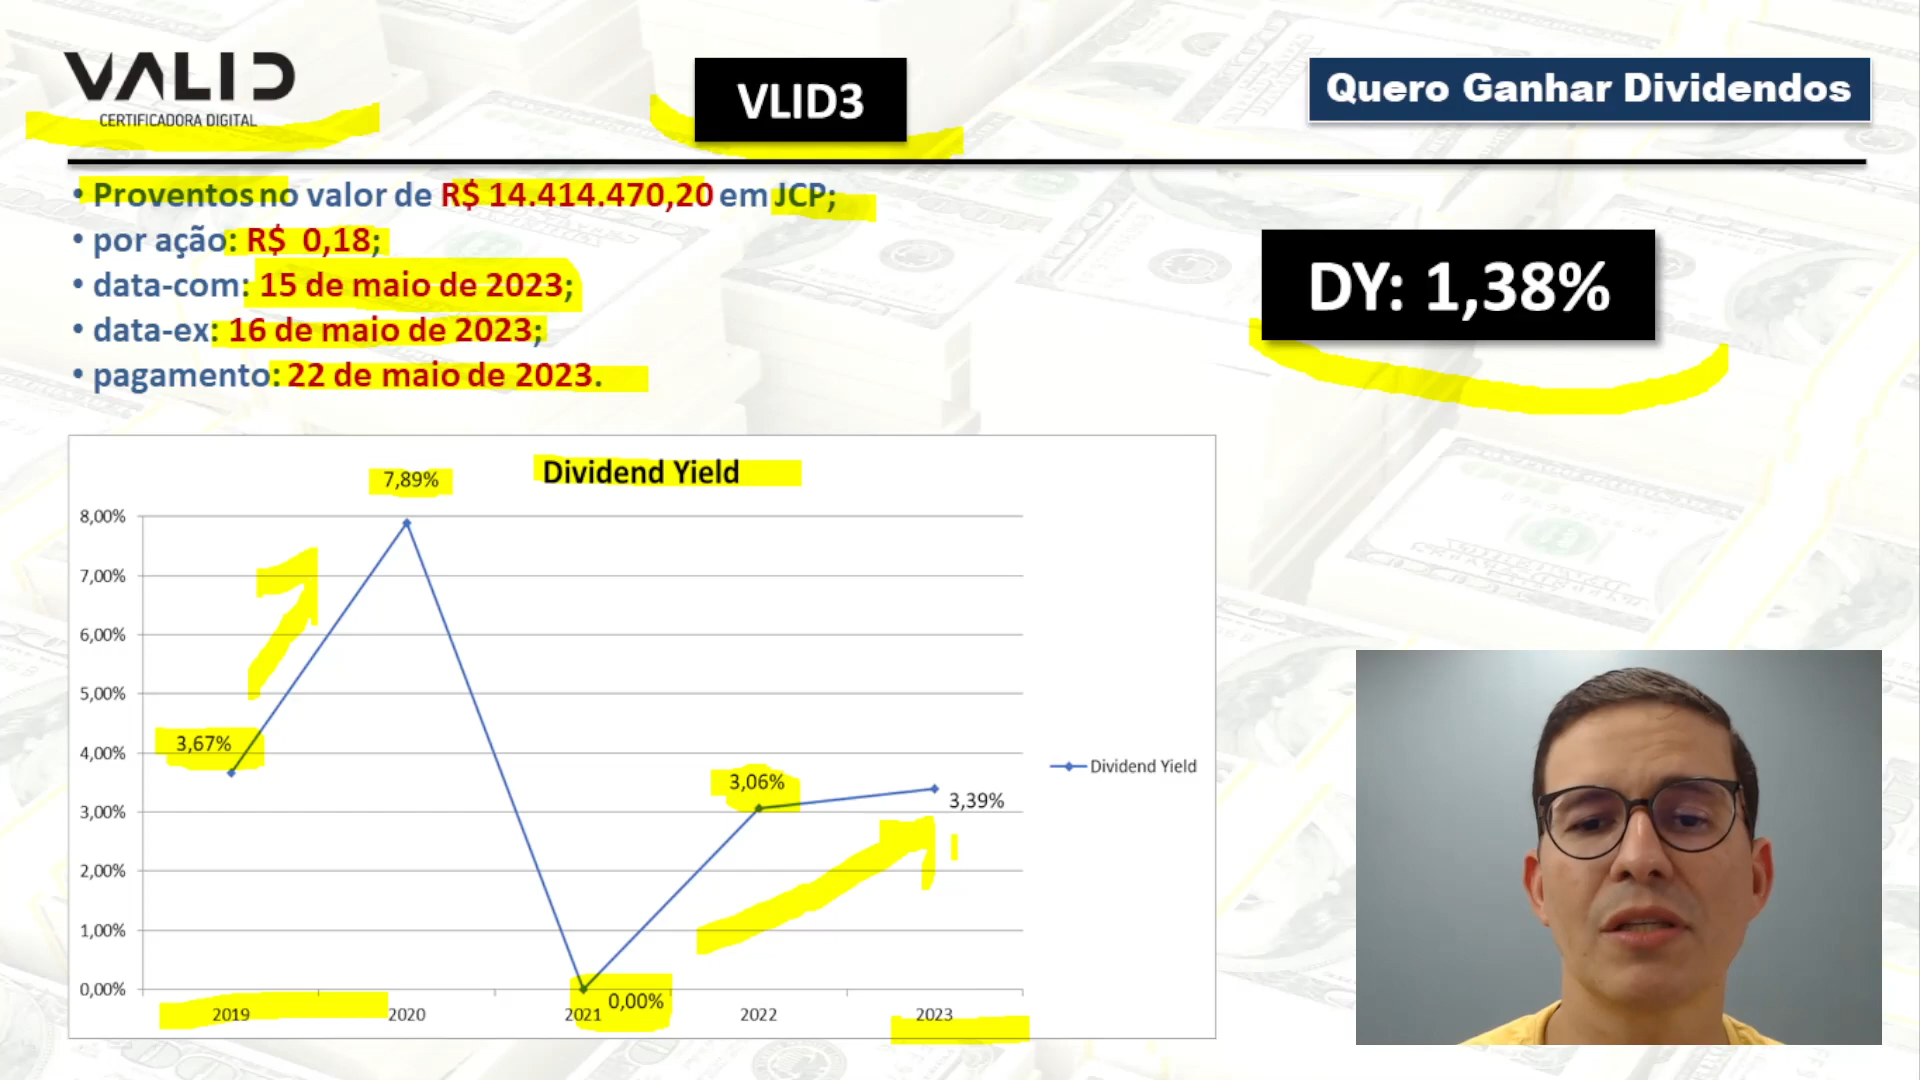 VALID
CERTIFICADORA DIGITAL
VLID3
Quero Ganhar Dividendos
• Proventos no valor de R$ 14.414.470,20 em JCP;
• por ação: R$ 0,18;
• data-com: 15 de maio de 2023;
• data-ex: 16 de maio de 2023;
• pagamento: 22 de maio de 2023.
DY: 1,38%
Dividend Yield
7,89%
8,00%
7,00%
6,00%
5,00%
3,67%
4,00%
3,06%
Dividend Yield
3,39%
3,00%
2,00%
1,00%
0,00%
0,00%
2019 2020 2021 2022 2023